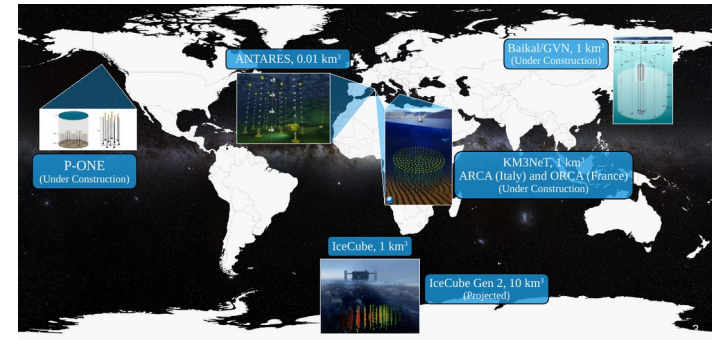 ANTARES, 0.01 km³
Baikal/GVN, 1 km³
(Under Construction)
P-ONE
(Under Construction)
KM3NeT, 1 km³
ARCA (Italy) and ORCA (France)
(Under Construction)
IceCube, 1 km³
IceCube Gen 2, 10 km³
(Projected)